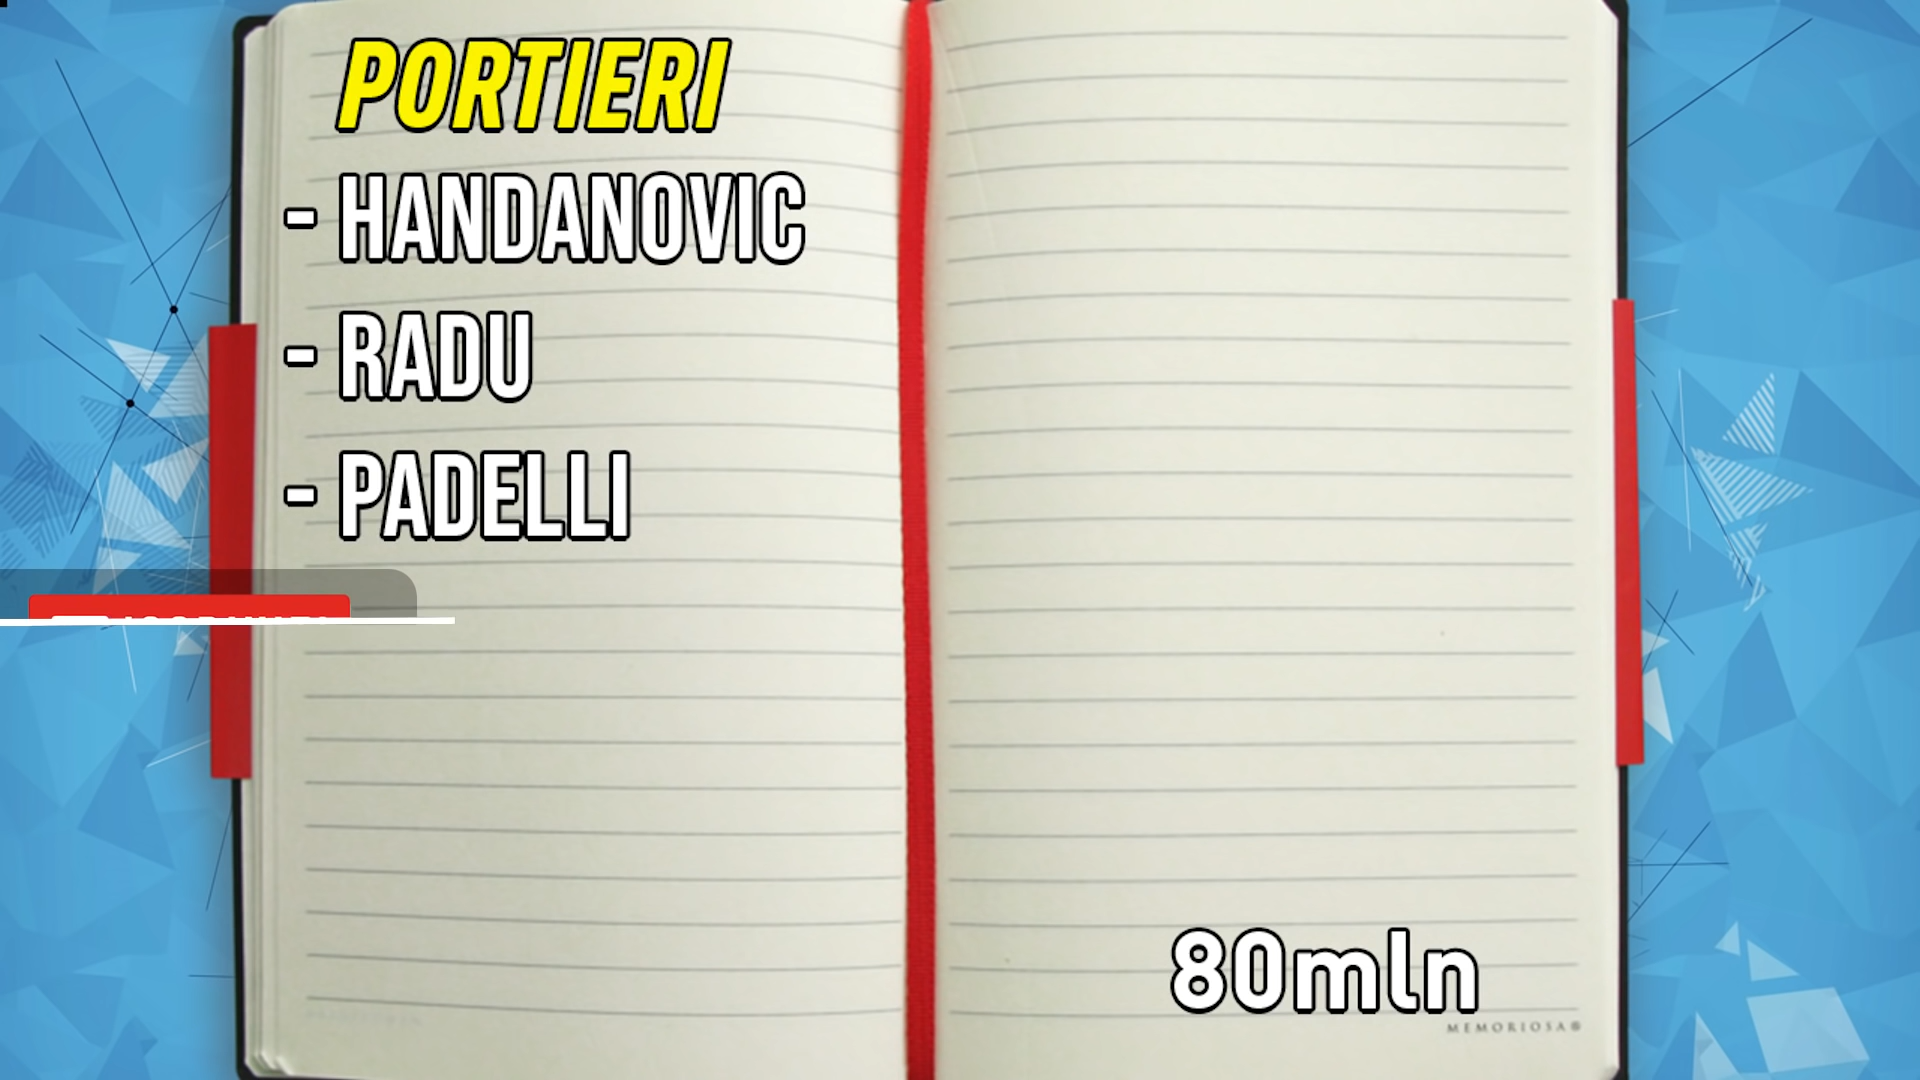 PORTIERI
- HANDANOVIC
- RADU
- PADELLI
80mln
MEMORIOSA®